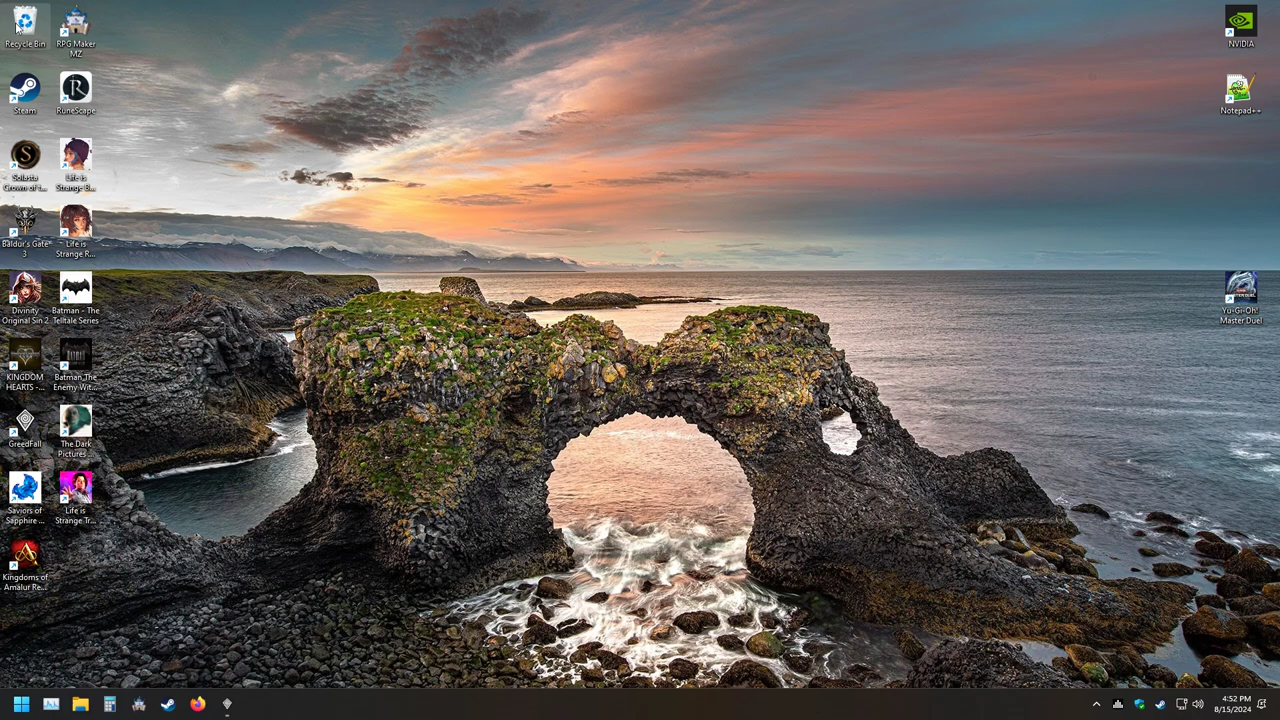 Recycle Bin
RPG Maker
MZ
Steam
RuneScape
Solasta
Crown of t...
Life is
Strange B...
Baldur's Gate
3
Life is
Strange R...
Divinity
Original Sin 2
Batman - The
Telltale Series
KINGDOM
HEARTS -...
Batman The
Enemy Wit...
GreedFall
The Dark
Pictures ...
Saviors of
Sapphire ...
Life is
Strange Tr...
Kingdoms of
Amalur Re...
NVIDIA
Notepad++
Yu-Gi-Oh!
Master Duel
4:52 PM
8/15/2024